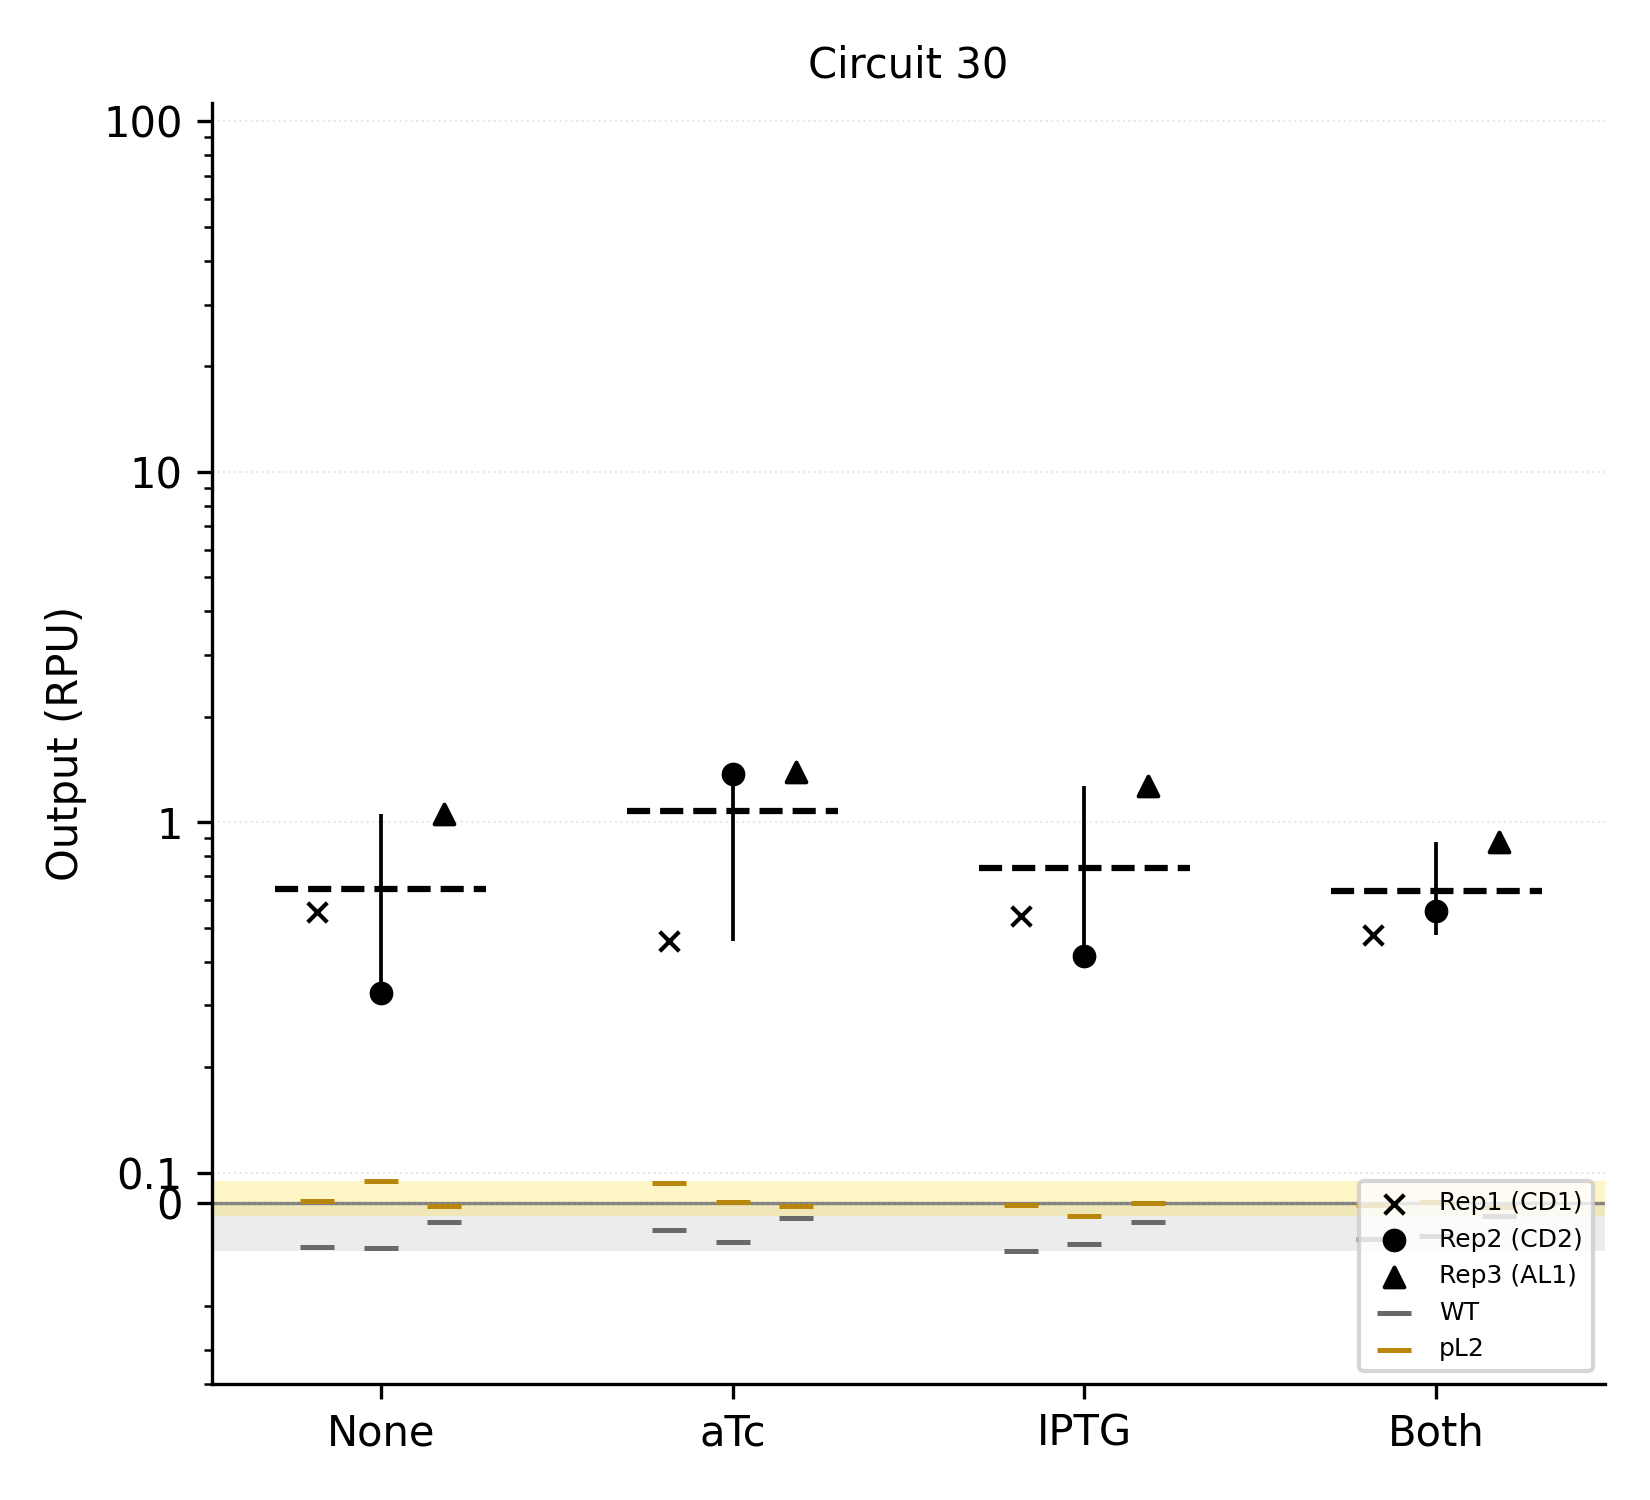 Circuit 30
Output (RPU)
100
10
1
0.1
0
None
aTc
IPTG
Both
Rep1 (CD1)
Rep2 (CD2)
Rep3 (AL1)
WT
pL2